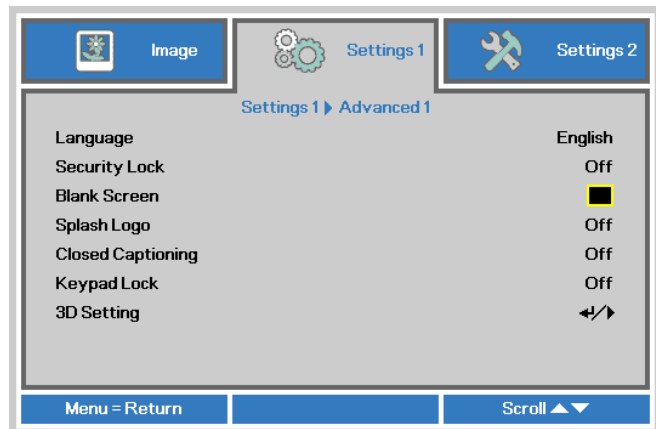 Image Settings 1 Settings 2
Settings 1 ▶ Advanced 1
Language English
Security Lock Off
Blank Screen
Splash Logo Off
Closed Captioning Off
Keypad Lock Off
3D Setting ↵/▶
Menu = Return Scroll ▲▼